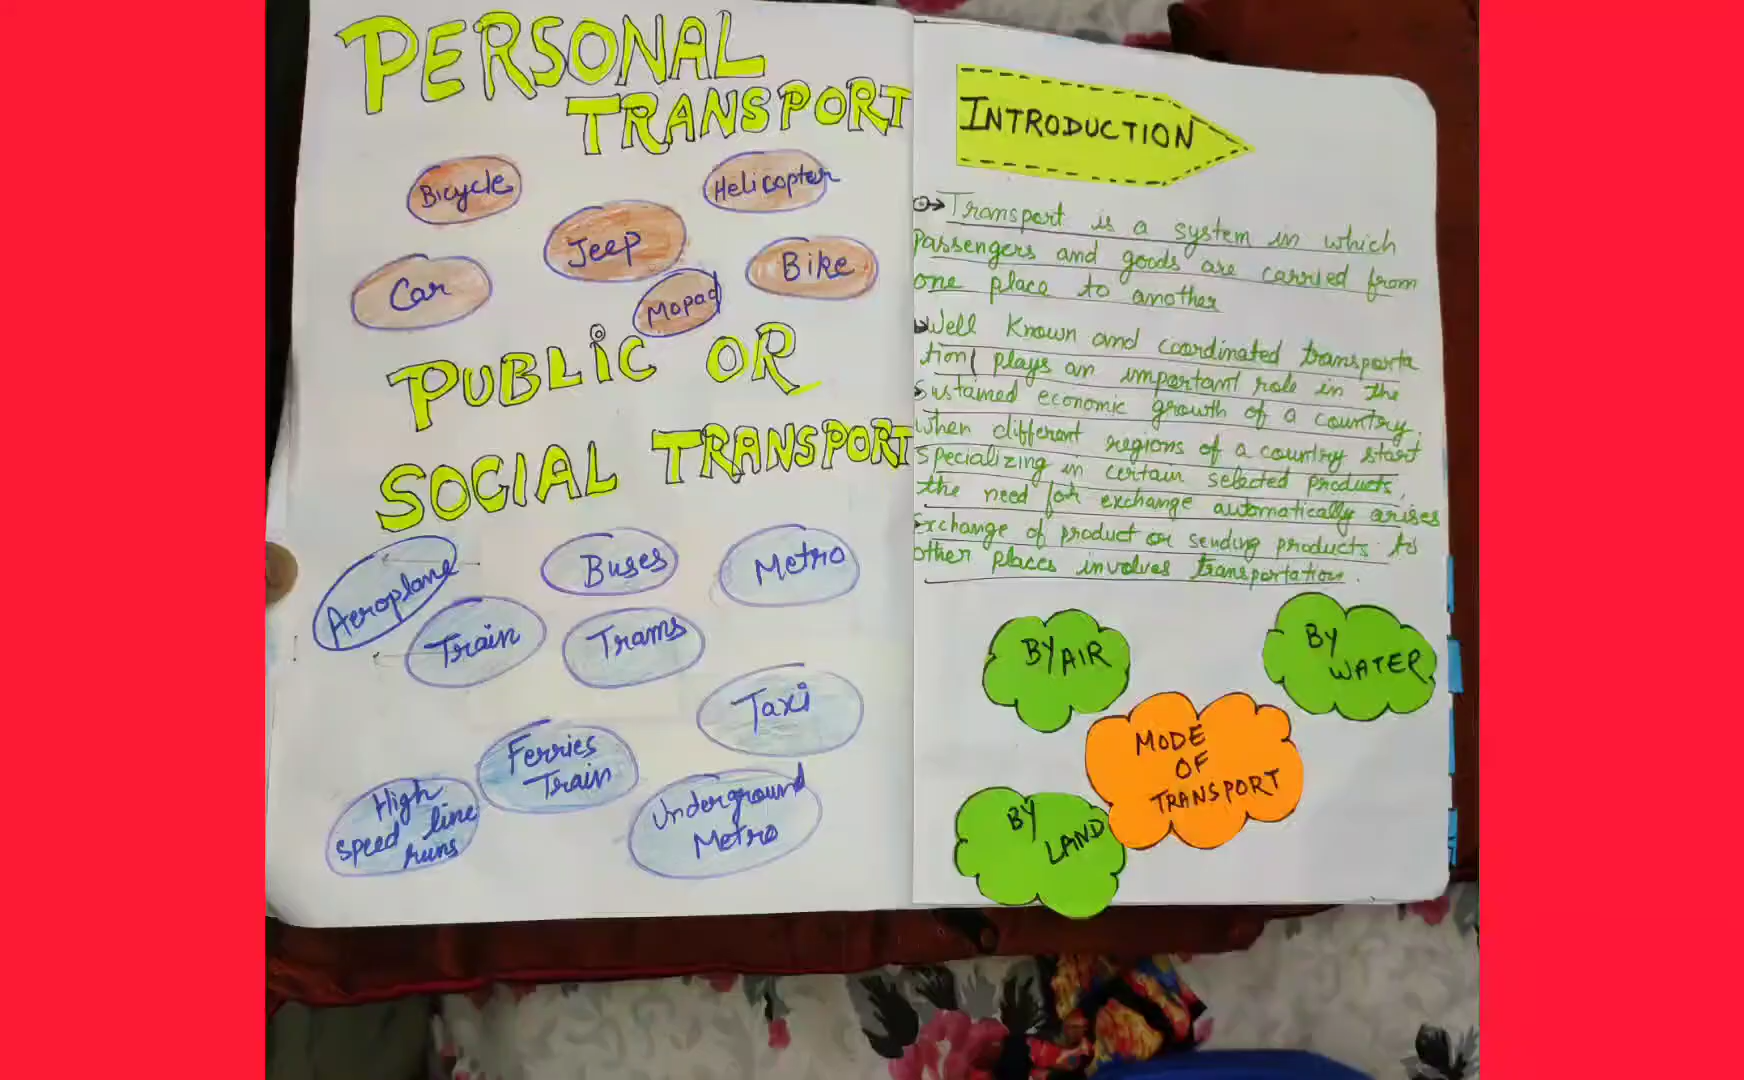 PERSONAL
TRANSPORT
Bicycle
Helicopter
Jeep
Car
Bike
Mopad
PUBLiC OR
SOCIAL TRANSPORT
Aeroplane
Buses
Metro
Train
Trams
Taxi
Ferries
Train
High
speed line
runs
Underground
Metro
INTRODUCTION
Transport is a system in which
passengers and goods are carried from
one place to another
Well Known and coordinated transporta
tion plays an important role in the
Sustained economic growth of a country.
When different regions of a country start
specializing in certain selected products,
the need for exchange automatically arises
Exchange of product or sending products to
other places involves transportation.
BY AIR
BY
WATER
MODE
OF
TRANSPORT
BY
LAND